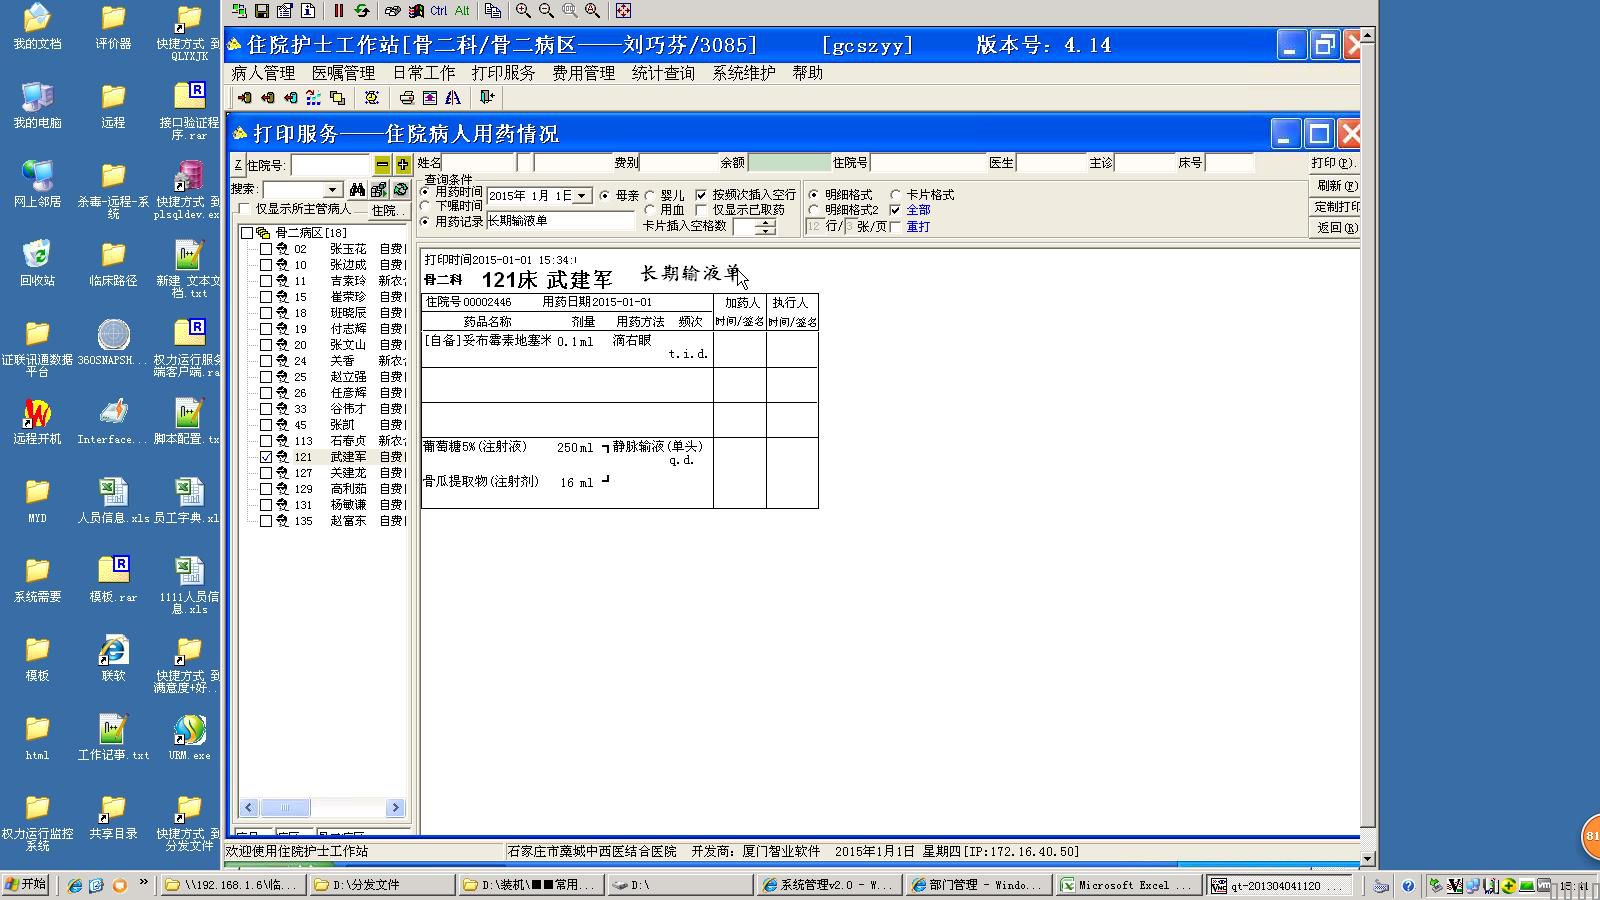 我的文档
评价器
快捷方式 到 QLYXJK
我的电脑
远程
接口验证程序.rar
网上邻居
杀毒-远程-系统
快捷方式 到 plsqldev.ex
回收站
临床路径
新建 文本文档.txt
证联讯通数据平台
360SNAPSH...
权力运行服务端客户端.ra
远程开机
Interface...
脚本配置.tx
MYD
人员信息.xls
员工字典.xl
系统需要
模板.rar
1111人员信息.xls
模板
联软
快捷方式 到 满意度+好..
html
工作记事.txt
URM.exe
权力运行监控系统
共享目录
快捷方式 到 分发文件
Ctrl Alt
住院护士工作站[骨二科/骨二病区——刘巧芬/3085] [gcszyy] 版本号: 4.14
病人管理 医嘱管理 日常工作 打印服务 费用管理 统计查询 系统维护 帮助
打印服务——住院病人用药情况
Z 住院号: 姓名 费别 余额 住院号 医生 主诊 床号 打印(P).
搜索: 查询条件
用药时间 2015年 1月 1日 母亲 婴儿 按频次插入空行 明细格式 卡片格式 刷新(F)
仅显示所主管病人 住院.. 下嘱时间 用血 仅显示已取药 明细格式2 全部 定制打印
用药记录 长期输液单 卡片插入空格数 12 行/ 3 张/页 重打 返回(R)
骨二病区[18]
02 张玉花 自费
10 张边成 自费
11 吉素玲 新农
15 崔荣珍 自费
18 班晓辰 自费
19 付志辉 自费
20 张文山 自费
24 关香 新农
25 赵立强 自费
26 任彦辉 自费
33 谷伟才 自费
45 张凯 自费
113 石春贞 新农
121 武建军 自费
127 关建龙 自费
129 高利茹 自费
131 杨敏谦 自费
135 赵富东 自费
打印时间2015-01-01 15:34:
骨二科 121床 武建军 长期输液单
住院号00002446 用药日期2015-01-01 加药人 执行人
药品名称 剂量 用药方法 频次 时间/签名 时间/签名
[自备]妥布霉素地塞米 0.1ml 滴右眼
t.i.d.
葡萄糖5%(注射液) 250ml 静脉输液(单头)
q.d.
骨瓜提取物(注射剂) 16 ml
欢迎使用住院护士工作站 石家庄市藁城中西医结合医院 开发商: 厦门智业软件 2015年1月1日 星期四[IP:172.16.40.50]
81
开始 \\192.168.1.6\临... D:\分发文件 D:\装机\■■常用... D:\ 系统管理v2.0 - W... 部门管理 - Windo... Microsoft Excel ... qt-201304041120 ...